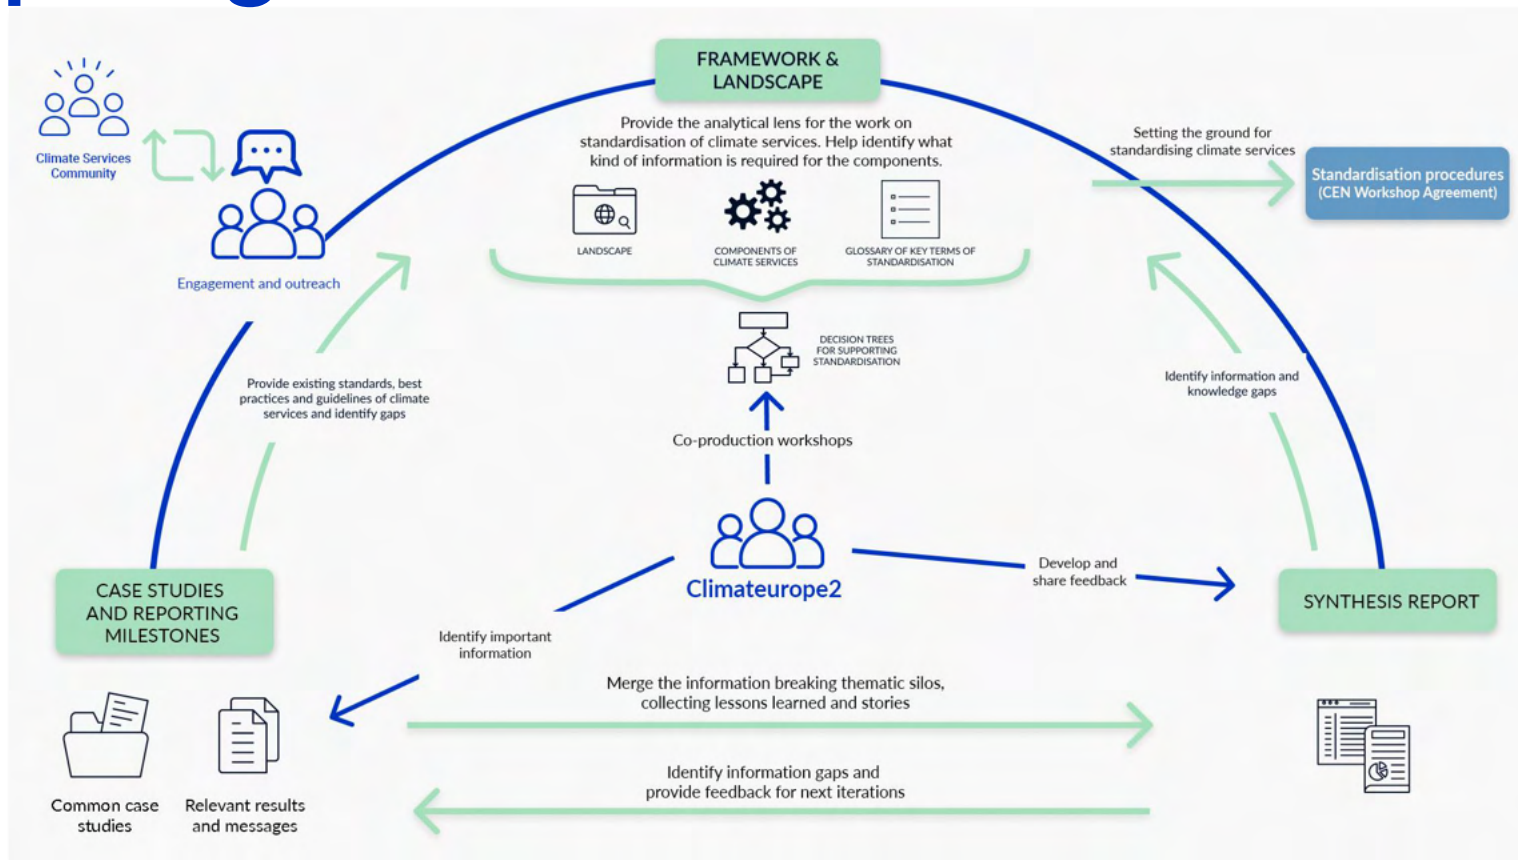 FRAMEWORK &
LANDSCAPE
Provide the analytical lens for the work on
standardisation of climate services. Help identify what
kind of information is required for the components.
Climate Services
Community
Engagement and outreach
LANDSCAPE
COMPONENTS OF
CLIMATE SERVICES
GLOSSARY OF KEY TERMS OF
STANDARDISATION
Setting the ground for
standardising climate services
Standardisation procedures
(CEN Workshop Agreement)
DECISION TREES
FOR SUPPORTING
STANDARDISATION
Provide existing standards, best
practices and guidelines of climate
services and identify gaps
Identify information and
knowledge gaps
Co-production workshops
Climateurope2
Develop and
share feedback
CASE STUDIES
AND REPORTING
MILESTONES
SYNTHESIS REPORT
Identify important
information
Merge the information breaking thematic silos,
collecting lessons learned and stories
Identify information gaps and
provide feedback for next iterations
Common case
studies
Relevant results
and messages